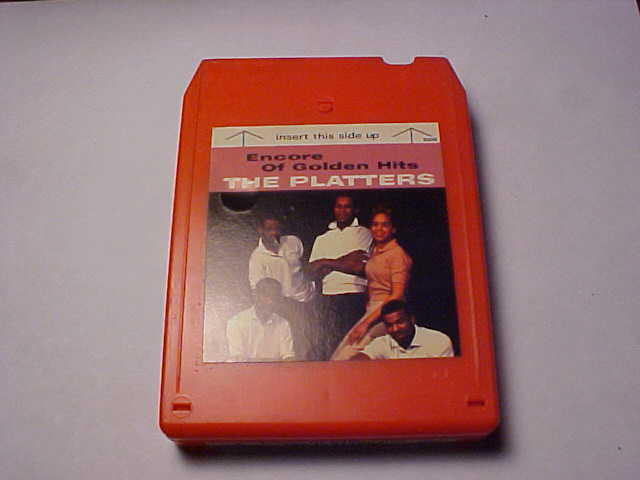 insert this side up
Encore
Of Golden Hits
THE PLATTERS